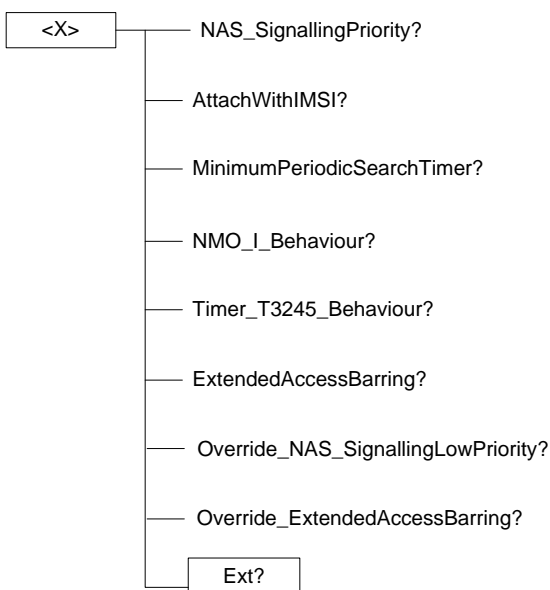 <X>
NAS_SignallingPriority?
AttachWithIMSI?
MinimumPeriodicSearchTimer?
NMO_I_Behaviour?
Timer_T3245_Behaviour?
ExtendedAccessBarring?
Override_NAS_SignallingLowPriority?
Override_ExtendedAccessBarring?
Ext?